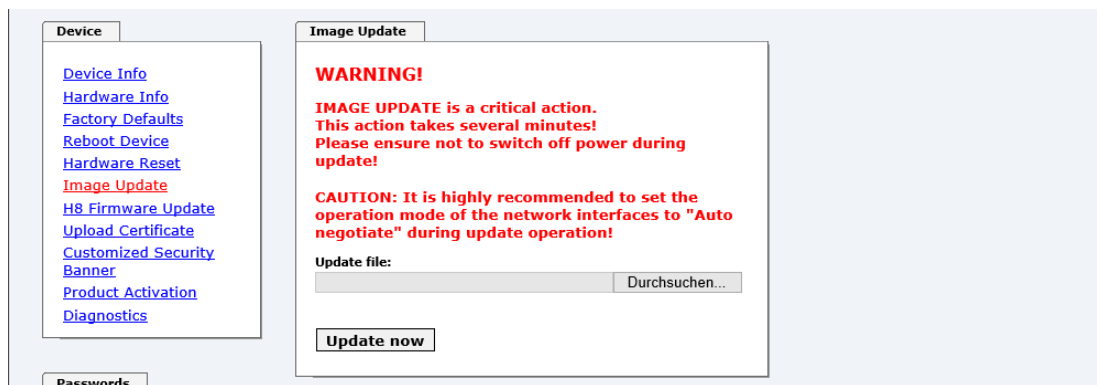 Device
Device Info
Hardware Info
Factory Defaults
Reboot Device
Hardware Reset
Image Update
H8 Firmware Update
Upload Certificate
Customized Security
Banner
Product Activation
Diagnostics
Passwords
Image Update
WARNING!
IMAGE UPDATE is a critical action.
This action takes several minutes!
Please ensure not to switch off power during
update!
CAUTION: It is highly recommended to set the
operation mode of the network interfaces to "Auto
negotiate" during update operation!
Update file:
Durchsuchen...
Update now